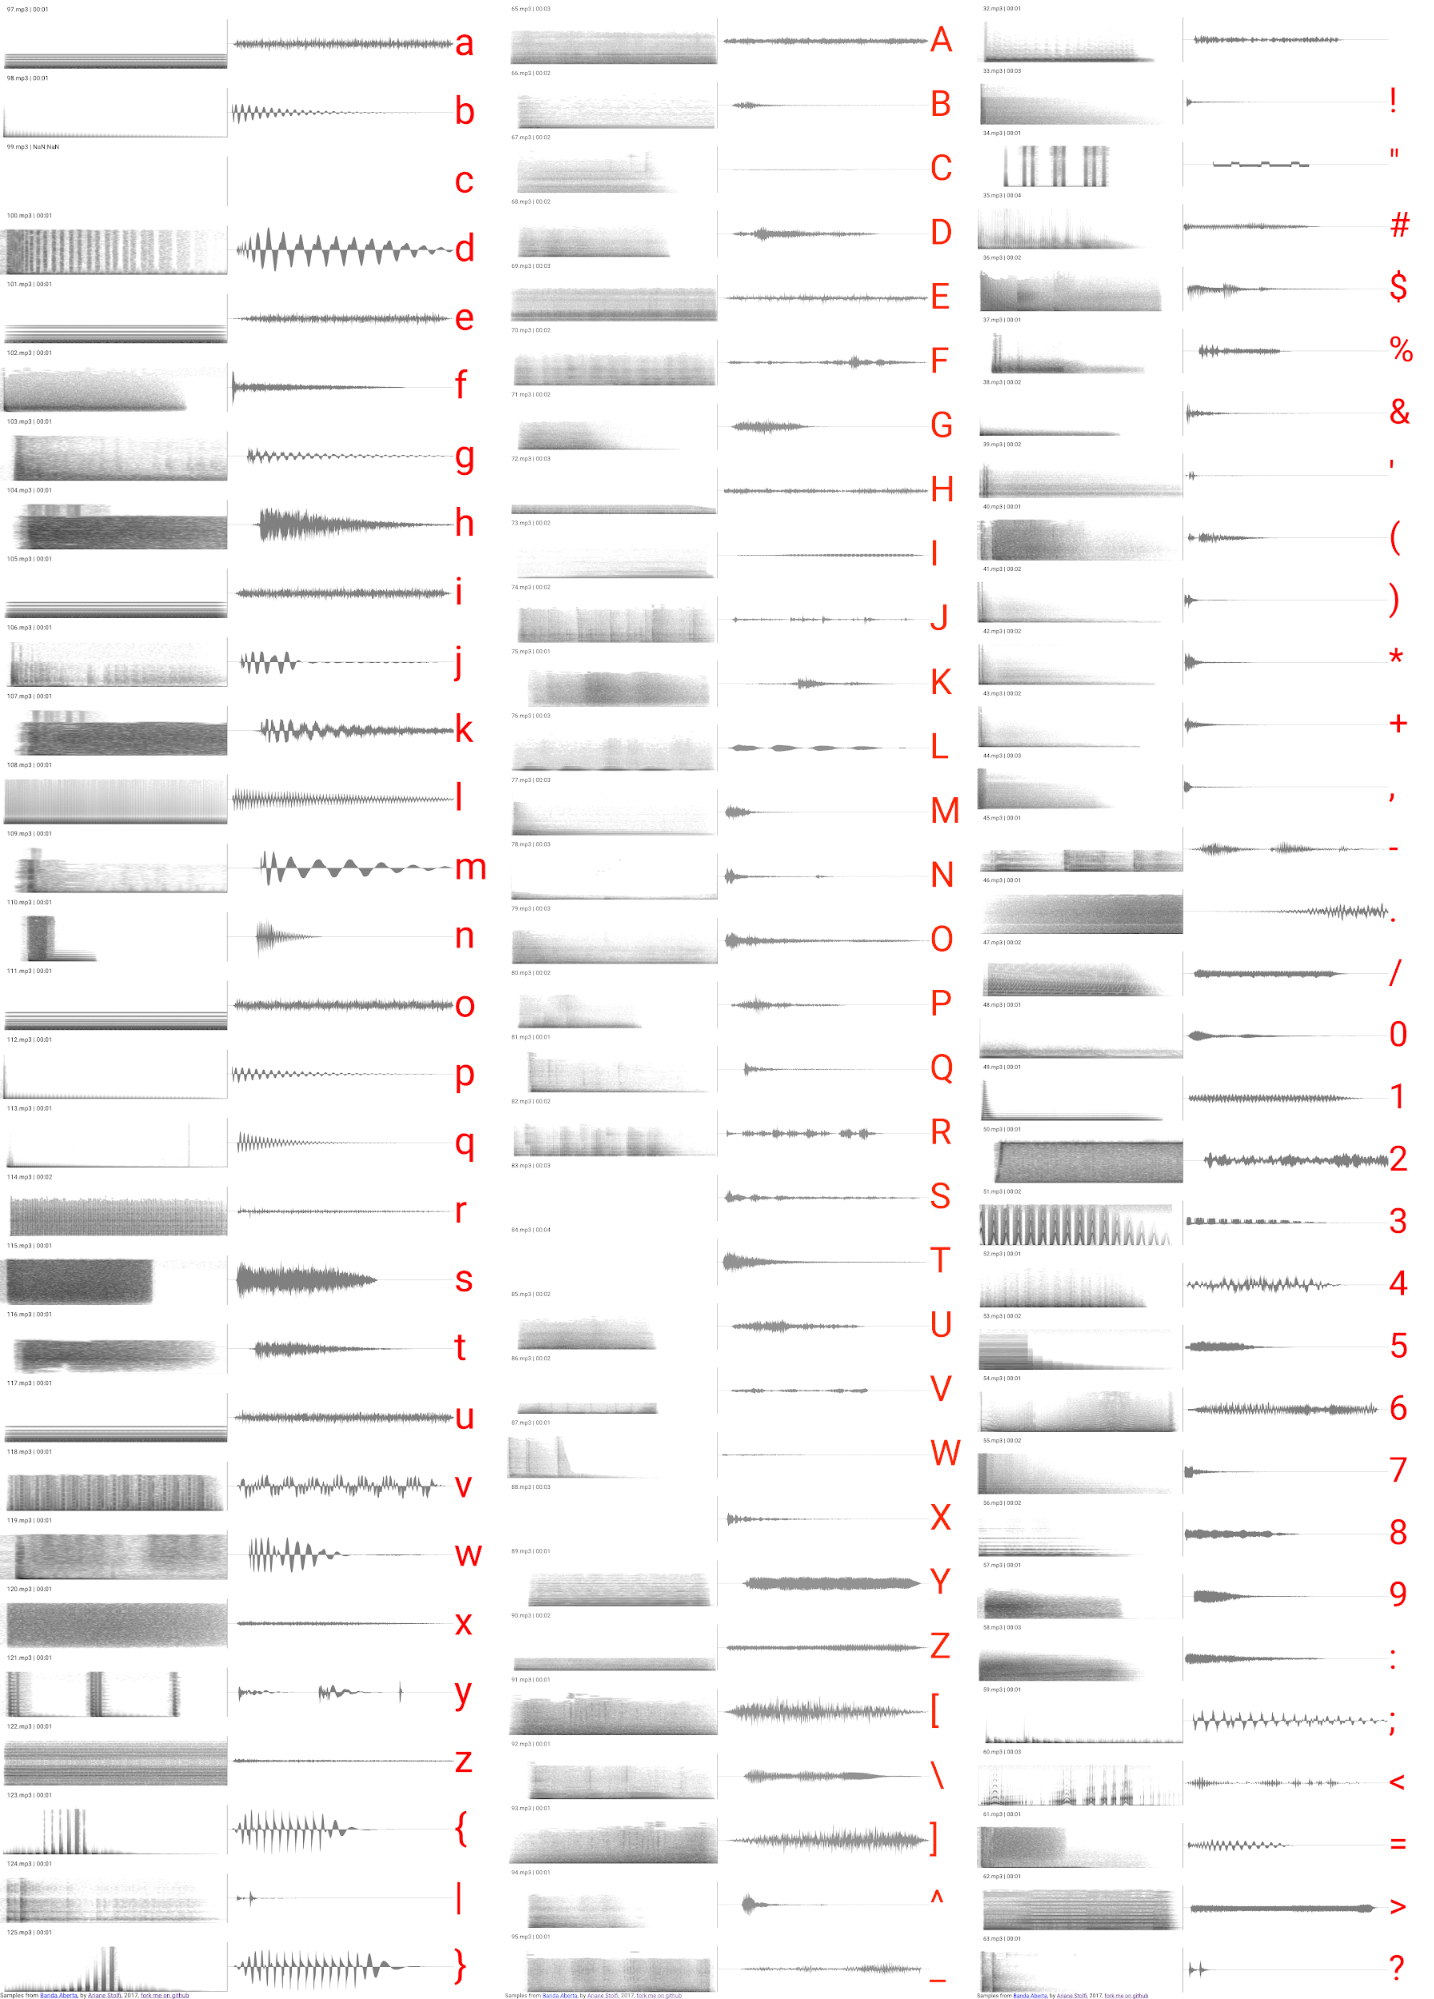 97.mp3 | 00:01
a
98.mp3 | 00:01
b
99.mp3 | NaN:NaN
c
100.mp3 | 00:01
d
101.mp3 | 00:01
e
102.mp3 | 00:01
f
103.mp3 | 00:01
g
104.mp3 | 00:01
h
105.mp3 | 00:01
i
106.mp3 | 00:01
j
107.mp3 | 00:01
k
108.mp3 | 00:01
l
109.mp3 | 00:01
m
110.mp3 | 00:01
n
111.mp3 | 00:01
o
112.mp3 | 00:01
p
113.mp3 | 00:01
q
114.mp3 | 00:02
r
115.mp3 | 00:01
s
116.mp3 | 00:01
t
117.mp3 | 00:01
u
118.mp3 | 00:01
v
119.mp3 | 00:01
w
120.mp3 | 00:01
x
121.mp3 | 00:01
y
122.mp3 | 00:01
z
123.mp3 | 00:01
{
124.mp3 | 00:01
|
125.mp3 | 00:01
}
Samples from Banda Aberta, by Ariane Stolfi, 2017, fork me on github
65.mp3 | 00:03
A
66.mp3 | 00:02
B
67.mp3 | 00:02
C
68.mp3 | 00:02
D
69.mp3 | 00:03
E
70.mp3 | 00:02
F
71.mp3 | 00:02
G
72.mp3 | 00:03
H
73.mp3 | 00:02
I
74.mp3 | 00:02
J
75.mp3 | 00:01
K
76.mp3 | 00:03
L
77.mp3 | 00:03
M
78.mp3 | 00:03
N
79.mp3 | 00:03
O
80.mp3 | 00:02
P
81.mp3 | 00:01
Q
82.mp3 | 00:02
R
83.mp3 | 00:03
S
84.mp3 | 00:04
T
85.mp3 | 00:02
U
86.mp3 | 00:02
V
87.mp3 | 00:01
W
88.mp3 | 00:03
X
89.mp3 | 00:01
Y
90.mp3 | 00:02
Z
91.mp3 | 00:01
[
92.mp3 | 00:01
\
93.mp3 | 00:01
]
94.mp3 | 00:01
^
95.mp3 | 00:01
_
Samples from Banda Aberta, by Ariane Stolfi, 2017, fork me on github
32.mp3 | 00:01
33.mp3 | 00:03
!
34.mp3 | 00:01
"
35.mp3 | 00:04
#
36.mp3 | 00:02
$
37.mp3 | 00:01
%
38.mp3 | 00:02
&
39.mp3 | 00:02
'
40.mp3 | 00:01
(
41.mp3 | 00:02
)
42.mp3 | 00:02
*
43.mp3 | 00:02
+
44.mp3 | 00:03
,
45.mp3 | 00:01
-
46.mp3 | 00:01
.
47.mp3 | 00:02
/
48.mp3 | 00:01
0
49.mp3 | 00:01
1
50.mp3 | 00:01
2
51.mp3 | 00:02
3
52.mp3 | 00:01
4
53.mp3 | 00:02
5
54.mp3 | 00:01
6
55.mp3 | 00:02
7
56.mp3 | 00:02
8
57.mp3 | 00:01
9
58.mp3 | 00:03
:
59.mp3 | 00:01
;
60.mp3 | 00:03
<
61.mp3 | 00:01
=
62.mp3 | 00:01
>
63.mp3 | 00:01
?
Samples from Banda Aberta, by Ariane Stolfi, 2017, fork me on github